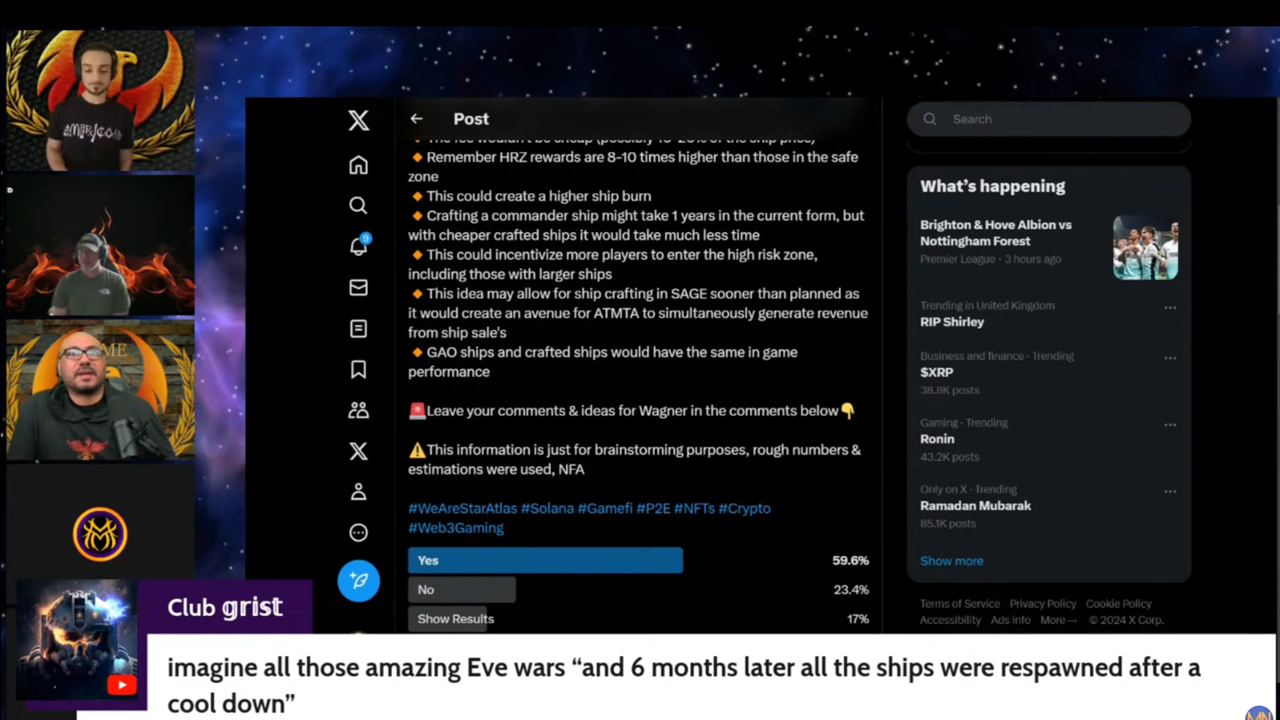 Post
Search
Remember HRZ rewards are 8-10 times higher than those in the safe
zone
This could create a higher ship burn
Crafting a commander ship might take 1 years in the current form, but
with cheaper crafted ships it would take much less time
This could incentivize more players to enter the high risk zone,
including those with larger ships
This idea may allow for ship crafting in SAGE sooner than planned as
it would create an avenue for ATMTA to simultaneously generate revenue
from ship sale's
GAO ships and crafted ships would have the same in game
performance
🚨Leave your comments & ideas for Wagner in the comments below👇
⚠️This information is just for brainstorming purposes, rough numbers &
estimations were used, NFA
#WeAreStarAtlas #Solana #Gamefi #P2E #NFTs #Crypto
#Web3Gaming
Yes 59.6%
No 23.4%
Show Results 17%
What's happening
Brighton & Hove Albion vs
Nottingham Forest
Premier League · 3 hours ago
Trending in United Kingdom
RIP Shirley
Business and finance · Trending
$XRP
38.8K posts
Gaming · Trending
Ronin
43.2K posts
Only on X · Trending
Ramadan Mubarak
85.1K posts
Show more
Terms of Service Privacy Policy Cookie Policy
Accessibility Ads info More ··· © 2024 X Corp.
Club grist
imagine all those amazing Eve wars “and 6 months later all the ships were respawned after a
cool down”